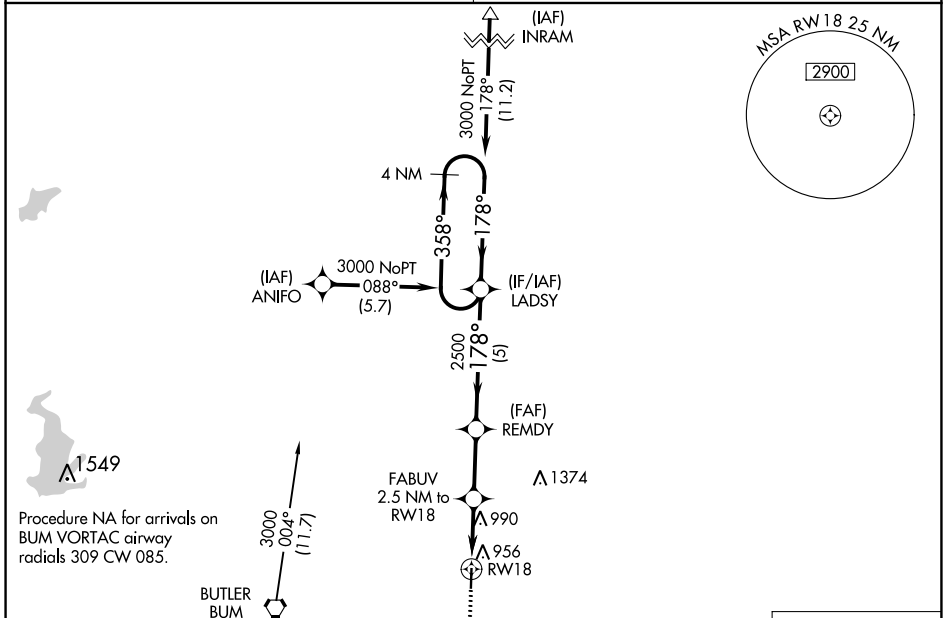 (IAF)
INRAM
MSA RW18 25 NM
2900
3000 NoPT
178°
(11.2)
4 NM
358°
178°
(IAF)
ANIFO
3000 NoPT
088°
(5.7)
(IF/IAF)
LADSY
2500
178°
(5)
(FAF)
REMDY
1549
FABUV
2.5 NM to
RW18
1374
990
Procedure NA for arrivals on
BUM VORTAC airway
radials 309 CW 085.
3000
004°
(11.7)
956
RW18
BUTLER
BUM